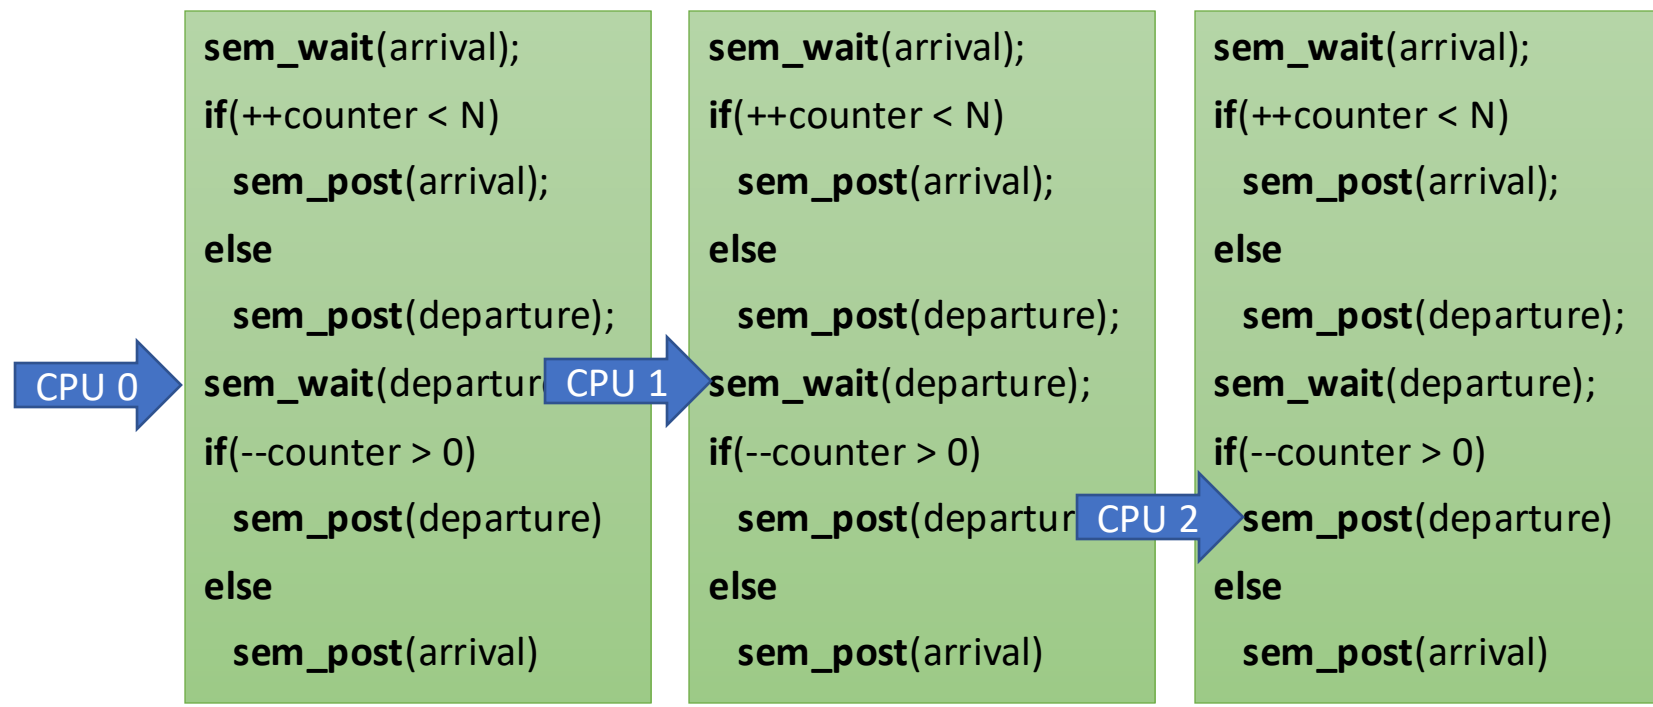 sem_wait(arrival);
if(++counter < N)
sem_post(arrival);
else
sem_post(departure);
sem_wait(departur
if(--counter > 0)
sem_post(departure)
else
sem_post(arrival)
CPU 0
sem_wait(arrival);
if(++counter < N)
sem_post(arrival);
else
sem_post(departure);
sem_wait(departure);
if(--counter > 0)
sem_post(departur
else
sem_post(arrival)
CPU 1
sem_wait(arrival);
if(++counter < N)
sem_post(arrival);
else
sem_post(departure);
sem_wait(departure);
if(--counter > 0)
sem_post(departure)
else
sem_post(arrival)
CPU 2